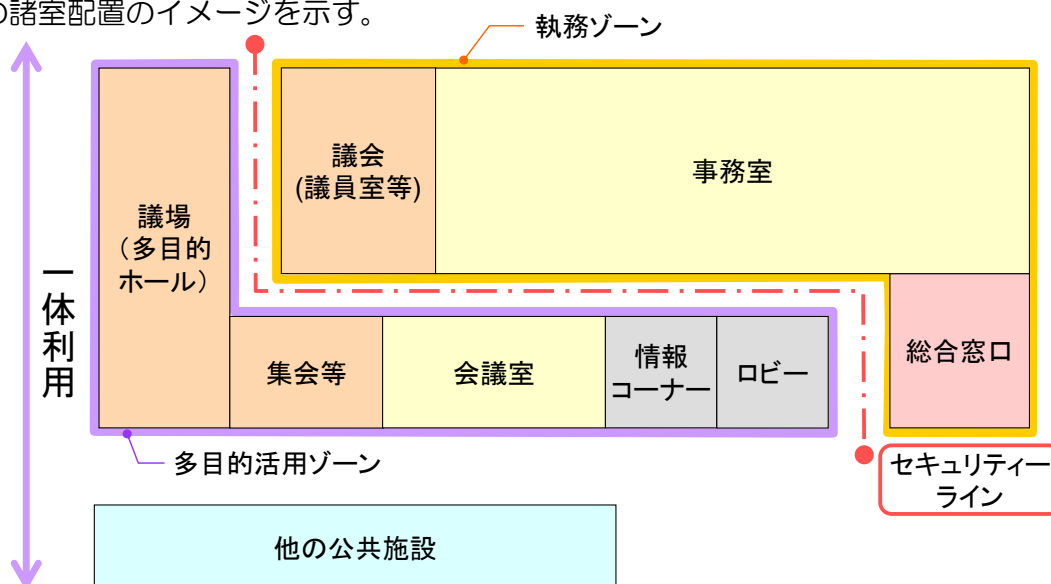 の諸室配置のイメージを示す。
執務ゾーン
議会
(議員室等)
事務室
議場
（多目的
ホール）
一体利用
集会等
会議室
情報
コーナー
ロビー
総合窓口
多目的活用ゾーン
セキュリティー
ライン
他の公共施設